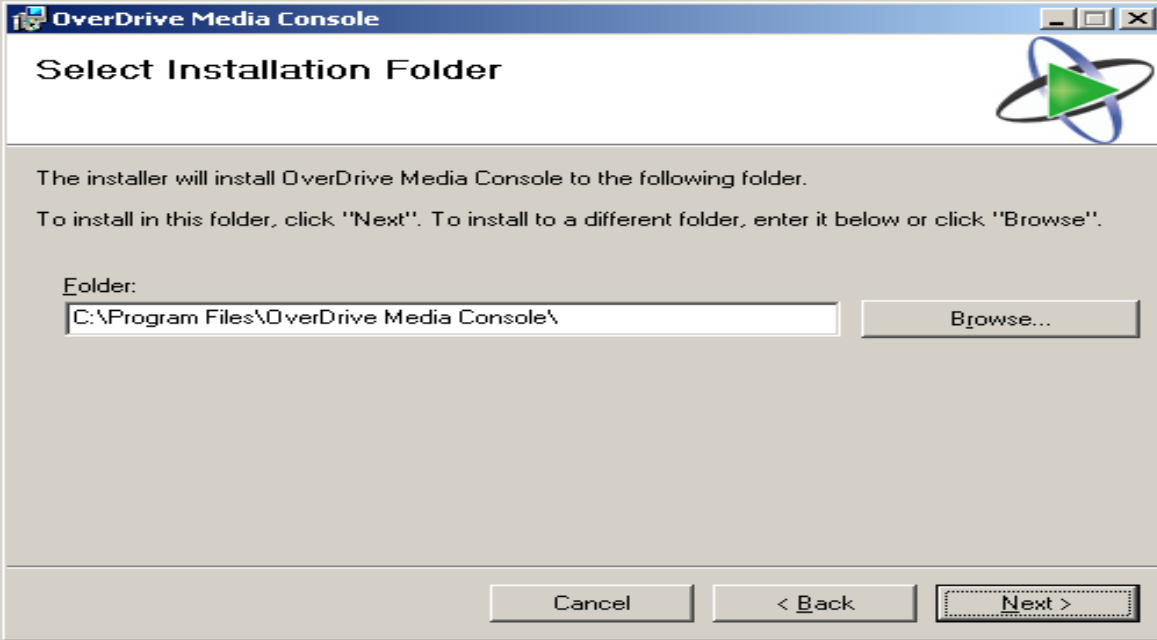 OverDrive Media Console
Select Installation Folder
The installer will install OverDrive Media Console to the following folder.
To install in this folder, click "Next". To install to a different folder, enter it below or click "Browse".
Folder:
C:\Program Files\OverDrive Media Console\
Browse...
Cancel
< Back
Next >